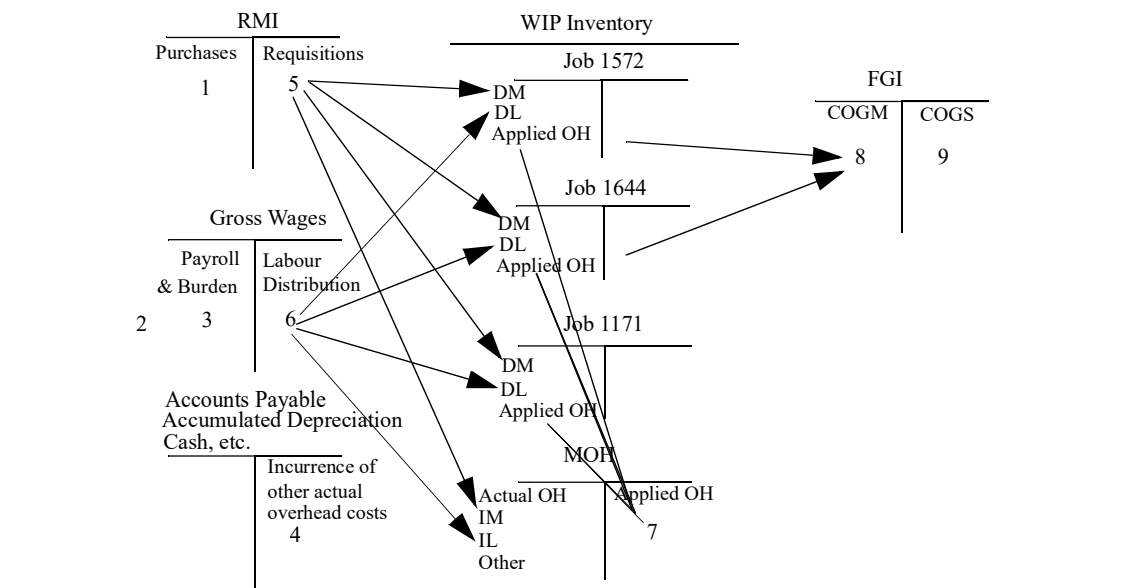 RMI
Purchases
Requisitions
1
5
WIP Inventory
Job 1572
DM
DL
Applied OH
FGI
COGM
COGS
8
9
Job 1644
DM
DL
Applied OH
Gross Wages
Payroll
& Burden
Labour
Distribution
2
3
6
Job 1171
DM
DL
Applied OH
Accounts Payable
Accumulated Depreciation
Cash, etc.
Incurrence of
other actual
overhead costs
4
MOH
Actual OH
IM
IL
Other
Applied OH
7